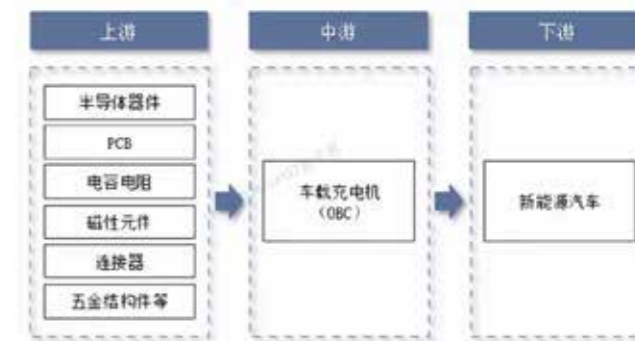 上游
中游
下游
半导体器件
PCB
电容电阻
磁性元件
连接器
五金结构件等
车载充电机
（OBC）
新能源汽车